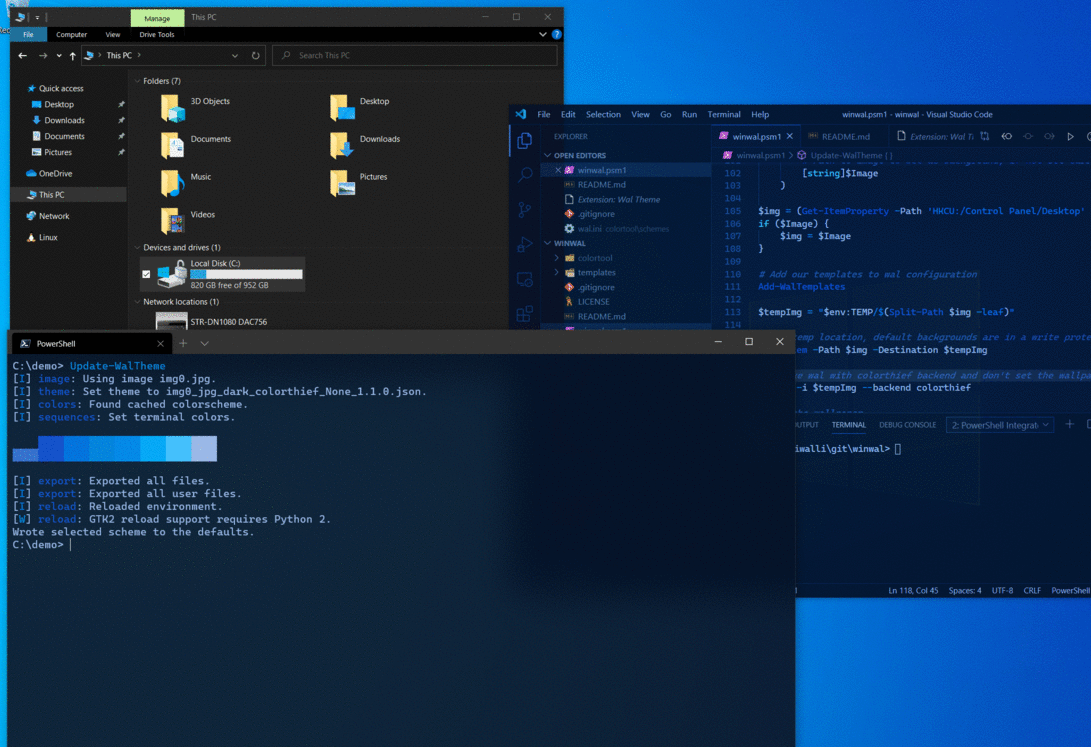 Manage
This PC
File
Computer
View
Drive Tools
This PC
Search This PC
Quick access
Desktop
Downloads
Documents
Pictures
OneDrive
This PC
Network
Linux
Folders (7)
3D Objects
Desktop
Documents
Downloads
Music
Pictures
Videos
Devices and drives (1)
Local Disk (C:)
820 GB free of 952 GB
Network locations (1)
STR-DN1080 DAC756
File Edit Selection View Go Run Terminal Help
winwal.psm1 - winwal - Visual Studio Code
EXPLORER
OPEN EDITORS
winwal.psm1
README.md
Extension: Wal Theme
.gitignore
wal.ini colortool\schemes
WINWAL
colortool
templates
.gitignore
LICENSE
README.md
winwal.psm1
README.md
Extension: Wal T
winwal.psm1 > Update-WalTheme { }
102 [string]$Image
103 )
104
105 $img = (Get-ItemProperty -Path 'HKCU:/Control Panel/Desktop'
106 if ($Image) {
107 $img = $Image
108 }
109
110 # Add our templates to wal configuration
111 Add-WalTemplates
112
113 $tempImg = "$env:TEMP/$(Split-Path $img -leaf)"
114
emp location, default backgrounds are in a write prote
em -Path $img -Destination $tempImg
e wal with colorthief backend and don't set the wallpa
-i $tempImg --backend colorthief
OUTPUT
TERMINAL
DEBUG CONSOLE
2: PowerShell Integrat
iwalli\git\winwal>
Ln 118, Col 45
Spaces: 4
UTF-8
CRLF
PowerShell
PowerShell
C:\demo> Update-WalTheme
[I] image: Using image img0.jpg.
[I] theme: Set theme to img0_jpg_dark_colorthief_None_1.1.0.json.
[I] colors: Found cached colorscheme.
[I] sequences: Set terminal colors.
[I] export: Exported all files.
[I] export: Exported all user files.
[I] reload: Reloaded environment.
[W] reload: GTK2 reload support requires Python 2.
Wrote selected scheme to the defaults.
C:\demo>